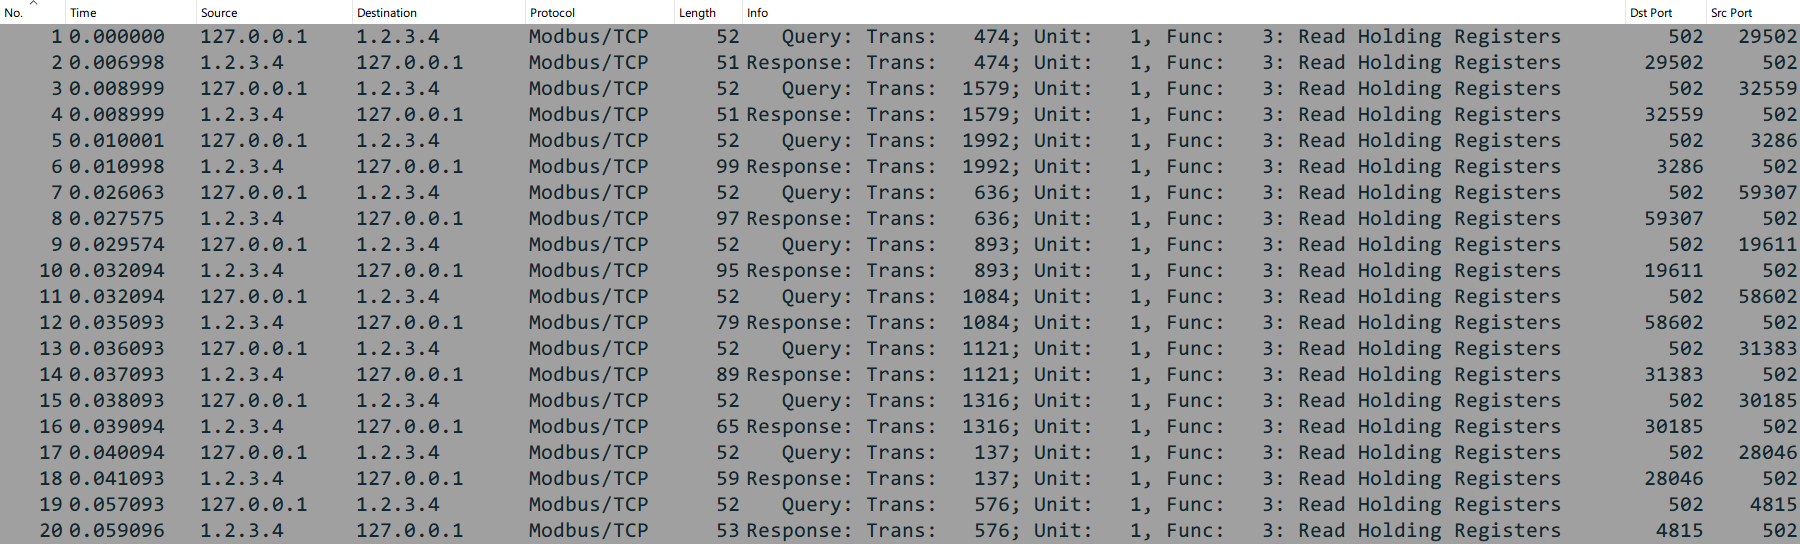 No. Time Source Destination Protocol Length Info Dst Port Src Port
1 0.000000 127.0.0.1 1.2.3.4 Modbus/TCP 52 Query: Trans: 474; Unit: 1, Func: 3: Read Holding Registers 502 29502
2 0.006998 1.2.3.4 127.0.0.1 Modbus/TCP 51 Response: Trans: 474; Unit: 1, Func: 3: Read Holding Registers 29502 502
3 0.008999 127.0.0.1 1.2.3.4 Modbus/TCP 52 Query: Trans: 1579; Unit: 1, Func: 3: Read Holding Registers 502 32559
4 0.008999 1.2.3.4 127.0.0.1 Modbus/TCP 51 Response: Trans: 1579; Unit: 1, Func: 3: Read Holding Registers 32559 502
5 0.010001 127.0.0.1 1.2.3.4 Modbus/TCP 52 Query: Trans: 1992; Unit: 1, Func: 3: Read Holding Registers 502 3286
6 0.010998 1.2.3.4 127.0.0.1 Modbus/TCP 99 Response: Trans: 1992; Unit: 1, Func: 3: Read Holding Registers 3286 502
7 0.026063 127.0.0.1 1.2.3.4 Modbus/TCP 52 Query: Trans: 636; Unit: 1, Func: 3: Read Holding Registers 502 59307
8 0.027575 1.2.3.4 127.0.0.1 Modbus/TCP 97 Response: Trans: 636; Unit: 1, Func: 3: Read Holding Registers 59307 502
9 0.029574 127.0.0.1 1.2.3.4 Modbus/TCP 52 Query: Trans: 893; Unit: 1, Func: 3: Read Holding Registers 502 19611
10 0.032094 1.2.3.4 127.0.0.1 Modbus/TCP 95 Response: Trans: 893; Unit: 1, Func: 3: Read Holding Registers 19611 502
11 0.032094 127.0.0.1 1.2.3.4 Modbus/TCP 52 Query: Trans: 1084; Unit: 1, Func: 3: Read Holding Registers 502 58602
12 0.035093 1.2.3.4 127.0.0.1 Modbus/TCP 79 Response: Trans: 1084; Unit: 1, Func: 3: Read Holding Registers 58602 502
13 0.036093 127.0.0.1 1.2.3.4 Modbus/TCP 52 Query: Trans: 1121; Unit: 1, Func: 3: Read Holding Registers 502 31383
14 0.037093 1.2.3.4 127.0.0.1 Modbus/TCP 89 Response: Trans: 1121; Unit: 1, Func: 3: Read Holding Registers 31383 502
15 0.038093 127.0.0.1 1.2.3.4 Modbus/TCP 52 Query: Trans: 1316; Unit: 1, Func: 3: Read Holding Registers 502 30185
16 0.039094 1.2.3.4 127.0.0.1 Modbus/TCP 65 Response: Trans: 1316; Unit: 1, Func: 3: Read Holding Registers 30185 502
17 0.040094 127.0.0.1 1.2.3.4 Modbus/TCP 52 Query: Trans: 137; Unit: 1, Func: 3: Read Holding Registers 502 28046
18 0.041093 1.2.3.4 127.0.0.1 Modbus/TCP 59 Response: Trans: 137; Unit: 1, Func: 3: Read Holding Registers 28046 502
19 0.057093 127.0.0.1 1.2.3.4 Modbus/TCP 52 Query: Trans: 576; Unit: 1, Func: 3: Read Holding Registers 502 4815
20 0.059096 1.2.3.4 127.0.0.1 Modbus/TCP 53 Response: Trans: 576; Unit: 1, Func: 3: Read Holding Registers 4815 502